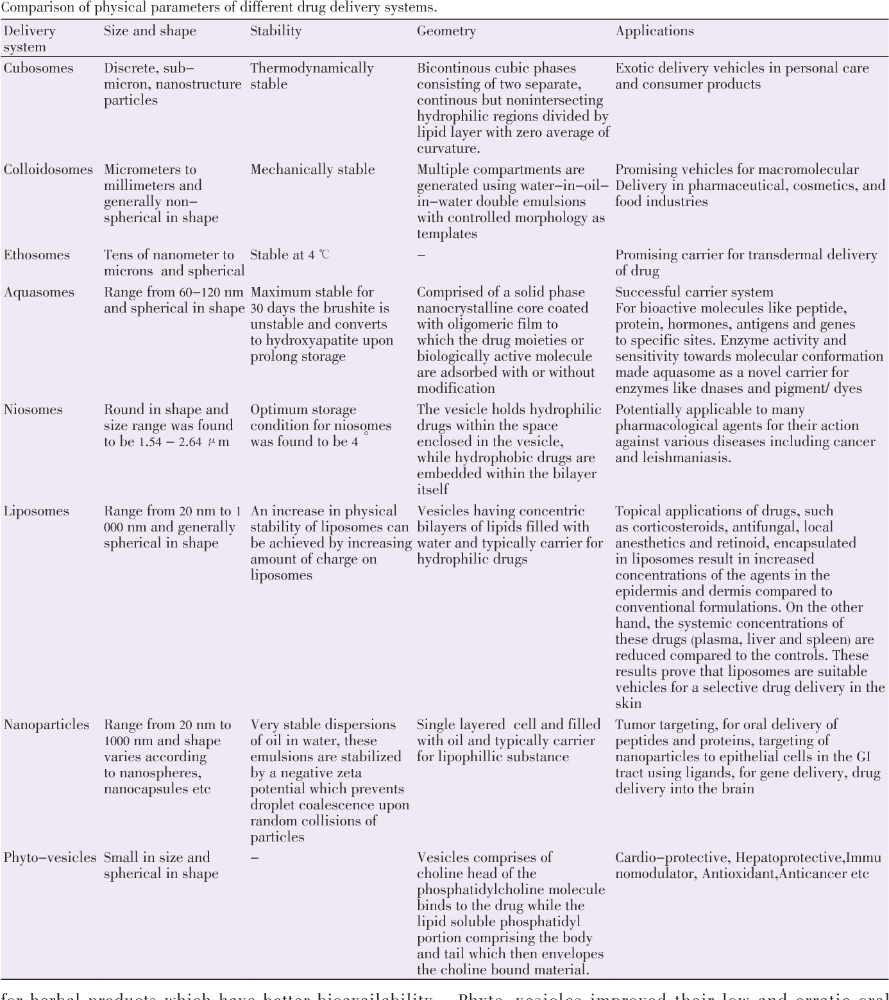 Comparison of physical parameters of different drug delivery systems.
Delivery system
Size and shape
Stability
Geometry
Applications
Cubosomes
Discrete, sub–
micron, nanostructure
particles
Thermodynamically
stable
Bicontinous cubic phases
consisting of two separate,
continous but nonintersecting
hydrophilic regions divided by
lipid layer with zero average of
curvature.
Exotic delivery vehicles in personal care
and consumer products
Colloidosomes
Micrometers to
millimeters and
generally non–
spherical in shape
Mechanically stable
Multiple compartments are
generated using water–in–oil–
in–water double emulsions
with controlled morphology as
templates
Promising vehicles for macromolecular
Delivery in pharmaceutical, cosmetics, and
food industries
Ethosomes
Tens of nanometer to
microns and spherical
Stable at 4 ℃
–
Promising carrier for transdermal delivery
of drug
Aquasomes
Range from 60–120 nm
and spherical in shape
Maximum stable for
30 days the brushite is
unstable and converts
to hydroxyapatite upon
prolong storage
Comprised of a solid phase
nanocrystalline core coated
with oligomeric film to
which the drug moieties or
biologically active molecule
are adsorbed with or without
modification
Successful carrier system
For bioactive molecules like peptide,
protein, hormones, antigens and genes
to specific sites. Enzyme activity and
sensitivity towards molecular conformation
made aquasome as a novel carrier for
enzymes like dnases and pigment/ dyes
Niosomes
Round in shape and
size range was found
to be 1.54 – 2.64 μm
Optimum storage
condition for niosomes
was found to be 4 °
The vesicle holds hydrophilic
drugs within the space
enclosed in the vesicle,
while hydrophobic drugs are
embedded within the bilayer
itself
Potentially applicable to many
pharmacological agents for their action
against various diseases including cancer
and leishmaniasis.
Liposomes
Range from 20 nm to 1
000 nm and generally
spherical in shape
An increase in physical
stability of liposomes can
be achieved by increasing
amount of charge on
liposomes
Vesicles having concentric
bilayers of lipids filled with
water and typically carrier for
hydrophilic drugs
Topical applications of drugs, such
as corticosteroids, antifungal, local
anesthetics and retinoid, encapsulated
in liposomes result in increased
concentrations of the agents in the
epidermis and dermis compared to
conventional formulations. On the other
hand, the systemic concentrations of
these drugs (plasma, liver and spleen) are
reduced compared to the controls. These
results prove that liposomes are suitable
vehicles for a selective drug delivery in the
skin
Nanoparticles
Range from 20 nm to
1000 nm and shape
varies according
to nanospheres,
nanocapsules etc
Very stable dispersions
of oil in water, these
emulsions are stabilized
by a negative zeta
potential which prevents
droplet coalescence upon
random collisions of
particles
Single layered cell and filled
with oil and typically carrier
for lipophillic substance
Tumor targeting, for oral delivery of
peptides and proteins, targeting of
nanoparticles to epithelial cells in the GI
tract using ligands, for gene delivery, drug
delivery into the brain
Phyto–vesicles
Small in size and
spherical in shape
–
Vesicles comprises of
choline head of the
phosphatidylcholine molecule
binds to the drug while the
lipid soluble phosphatidyl
portion comprising the body
and tail which then envelopes
the choline bound material.
Cardio–protective, Hepatoprotective,Immu
nomodulator, Antioxidant,Anticancer etc
for herbal products which have better bioavailability
Phyto–vesicles improved their low and erratic oral